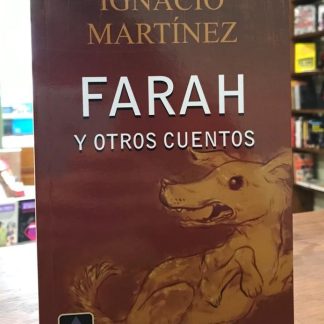 IGNACIO
MARTÍNEZ
FARAH
Y OTROS CUENTOS